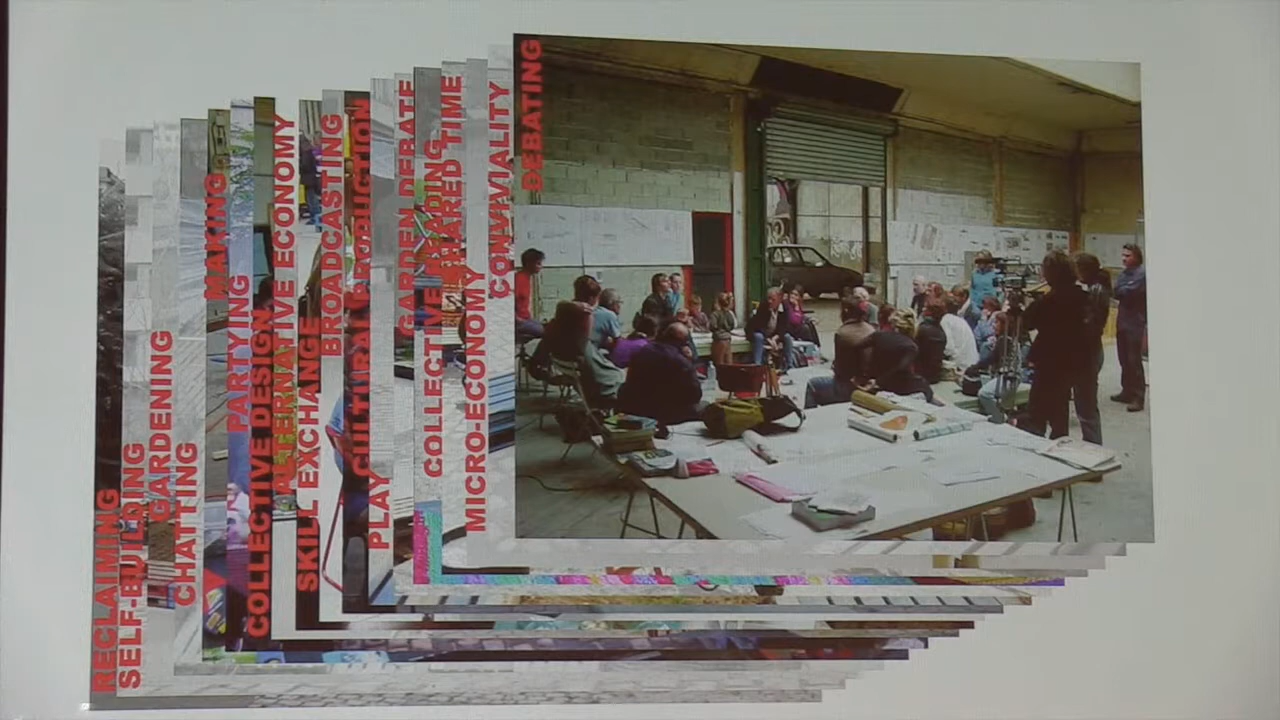 RECLAIMING
SELF-BUILDING
GARDENING
CHATTING
MAKING
PARTYING
COLLECTIVE DESIGN
ALTERNATIVE ECONOMY
SKILL EXCHANGE
BROADCASTING
CULTURAL PRODUCTION
PLAY
GARDEN DEBATE
COLLECTIVE READING
SHARED TIME
MICRO-ECONOMY
CONVIVIALITY
DEBATING